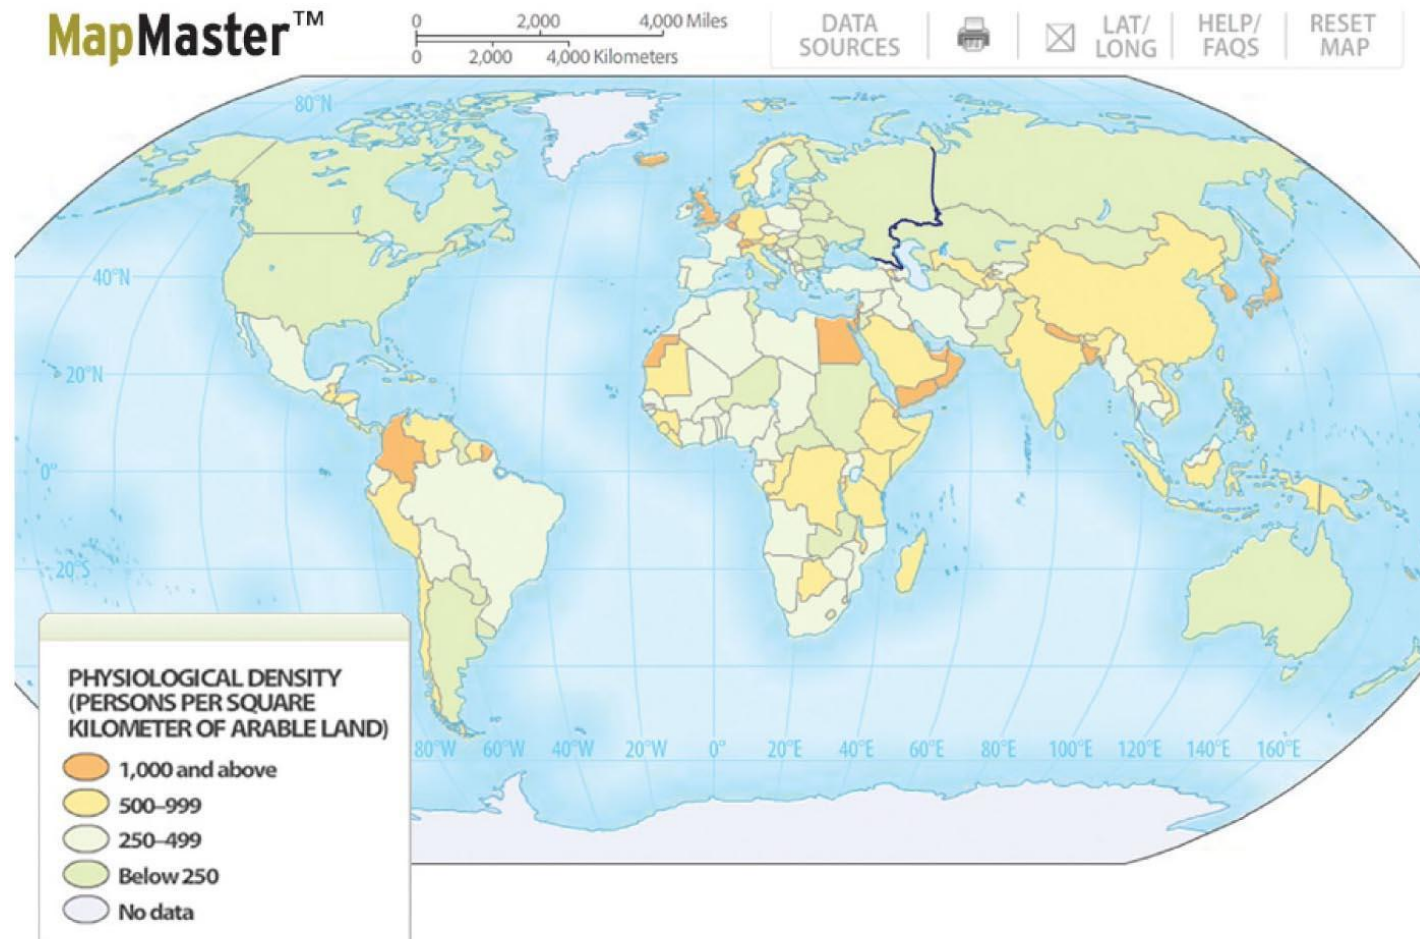 MapMaster™
0 2,000 4,000 Miles
0 2,000 4,000 Kilometers
DATA
SOURCES
LAT/
LONG
HELP/
FAQS
RESET
MAP
80°N
40°N
20°N
0°
20°S
80°W 60°W 40°W 20°W 0° 20°E 40°E 60°E 80°E 100°E 120°E 140°E 160°E
PHYSIOLOGICAL DENSITY
(PERSONS PER SQUARE
KILOMETER OF ARABLE LAND)
1,000 and above
500–999
250–499
Below 250
No data